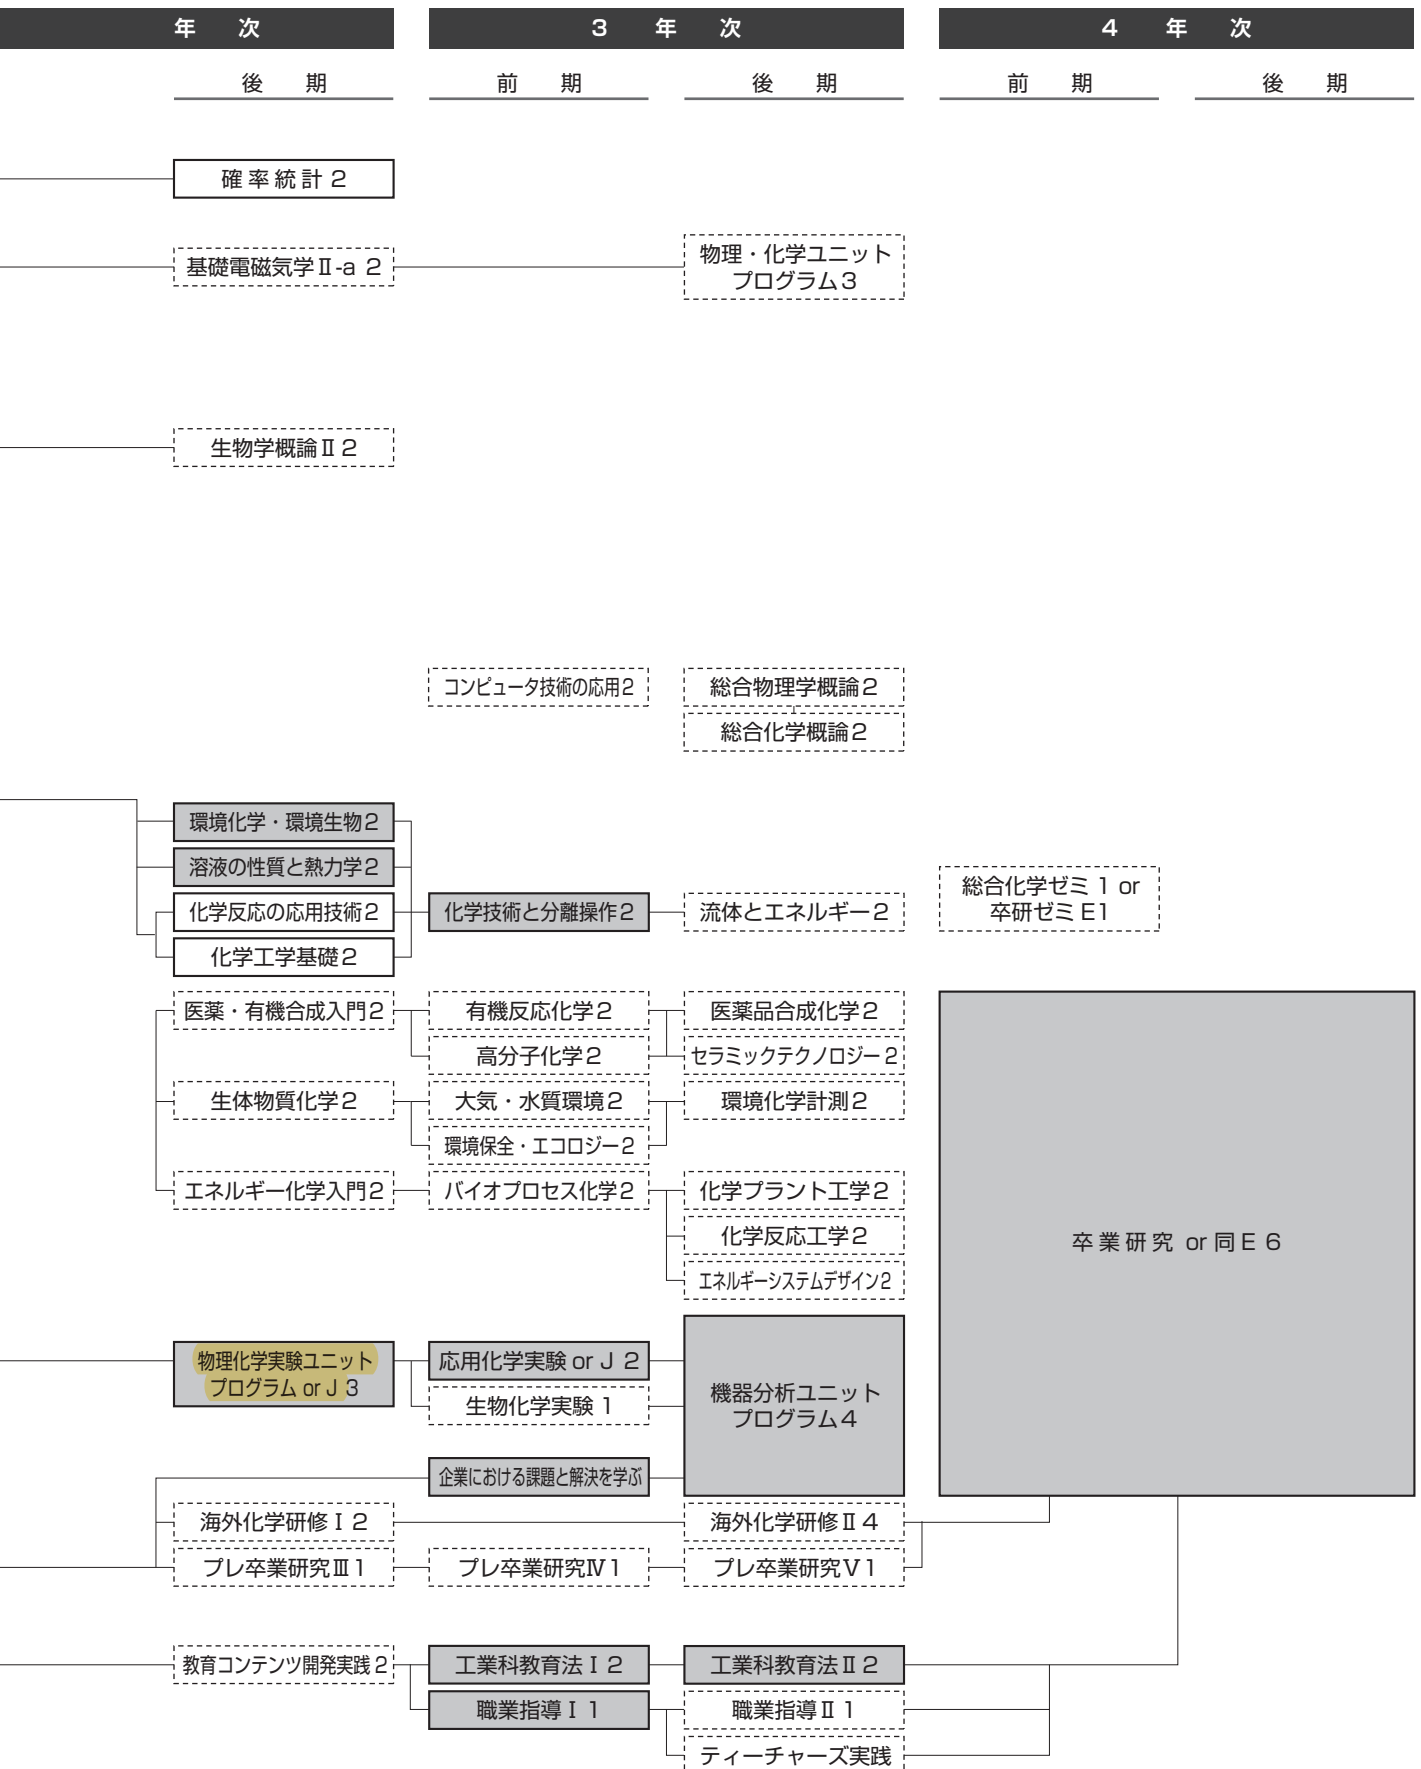 年 次
3 年 次
4 年 次
後 期
前 期
後 期
前 期
後 期
確率統計 2
基礎電磁気学Ⅱ-a 2
物理・化学ユニット
プログラム3
生物学概論Ⅱ 2
コンピュータ技術の応用2
総合物理学概論2
総合化学概論2
環境化学・環境生物2
溶液の性質と熱力学2
化学反応の応用技術2
化学技術と分離操作2
流体とエネルギー2
総合化学ゼミ 1 or
卒研ゼミ E1
化学工学基礎2
医薬・有機合成入門2
有機反応化学2
医薬品合成化学2
高分子化学2
セラミックテクノロジー2
生体物質化学2
大気・水質環境2
環境化学計測2
環境保全・エコロジー2
エネルギー化学入門2
バイオプロセス化学2
化学プラント工学2
化学反応工学2
エネルギーシステムデザイン2
卒業研究 or 同E 6
物理化学実験ユニット
プログラム or J 3
応用化学実験 or J 2
生物化学実験 1
機器分析ユニット
プログラム4
企業における課題と解決を学ぶ
海外化学研修Ⅰ 2
海外化学研修Ⅱ 4
プレ卒業研究Ⅲ 1
プレ卒業研究Ⅳ 1
プレ卒業研究Ⅴ 1
教育コンテンツ開発実践 2
工業科教育法Ⅰ 2
工業科教育法Ⅱ 2
職業指導Ⅰ 1
職業指導Ⅱ 1
ティーチャーズ実践